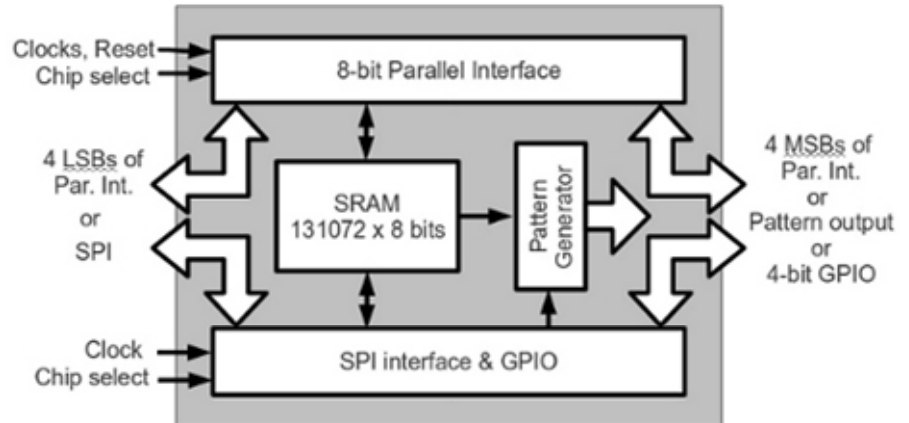 Clocks, Reset
Chip select
8-bit Parallel Interface
4 LSBs of
Par. Int.
or
SPI
SRAM
131072 x 8 bits
Pattern
Generator
4 MSBs of
Par. Int.
or
Pattern output
or
4-bit GPIO
Clock
Chip select
SPI interface & GPIO